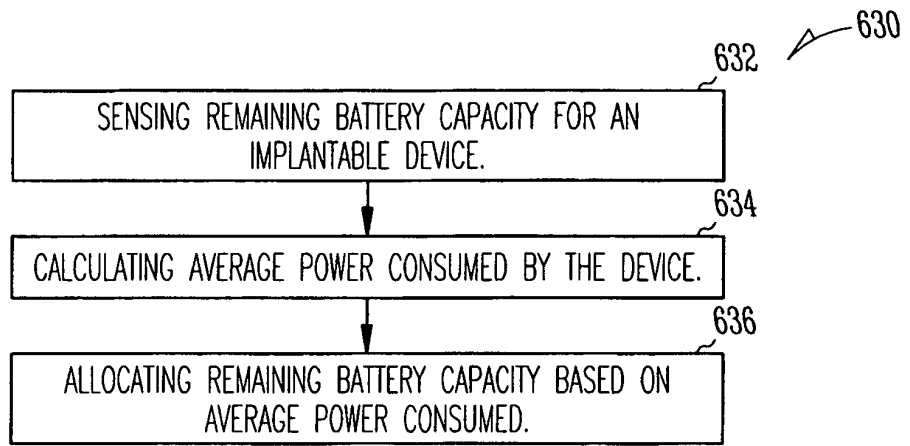 630
632
SENSING REMAINING BATTERY CAPACITY FOR AN
IMPLANTABLE DEVICE.
634
CALCULATING AVERAGE POWER CONSUMED BY THE DEVICE.
636
ALLOCATING REMAINING BATTERY CAPACITY BASED ON
AVERAGE POWER CONSUMED.